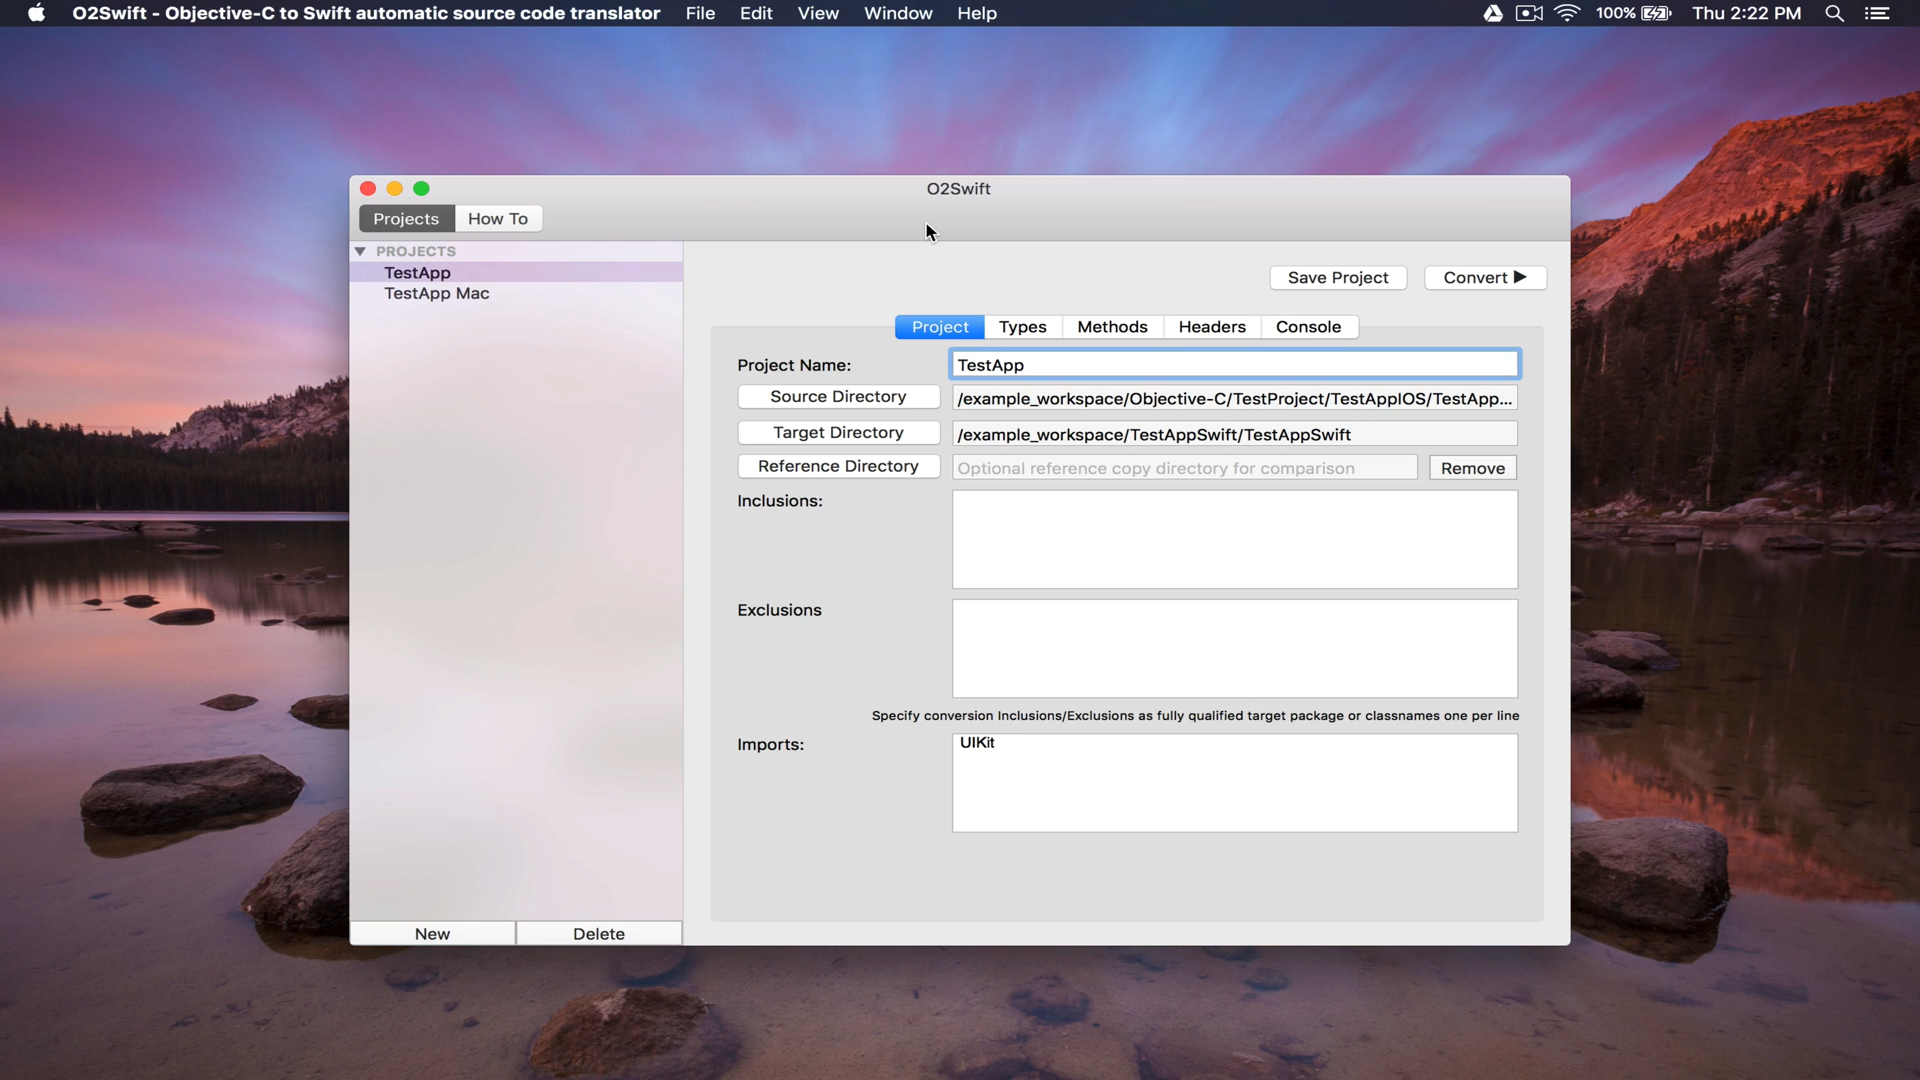 O2Swift - Objective-C to Swift automatic source code translator File Edit View Window Help 100% Thu 2:22 PM
O2Swift
Projects How To
PROJECTS
TestApp
TestApp Mac
Save Project Convert ▶
Project Types Methods Headers Console
Project Name: TestApp
Source Directory /example_workspace/Objective-C/TestProject/TestAppIOS/TestApp...
Target Directory /example_workspace/TestAppSwift/TestAppSwift
Reference Directory Optional reference copy directory for comparison Remove
Inclusions:
Exclusions
Specify conversion Inclusions/Exclusions as fully qualified target package or classnames one per line
Imports: UIKit
New Delete